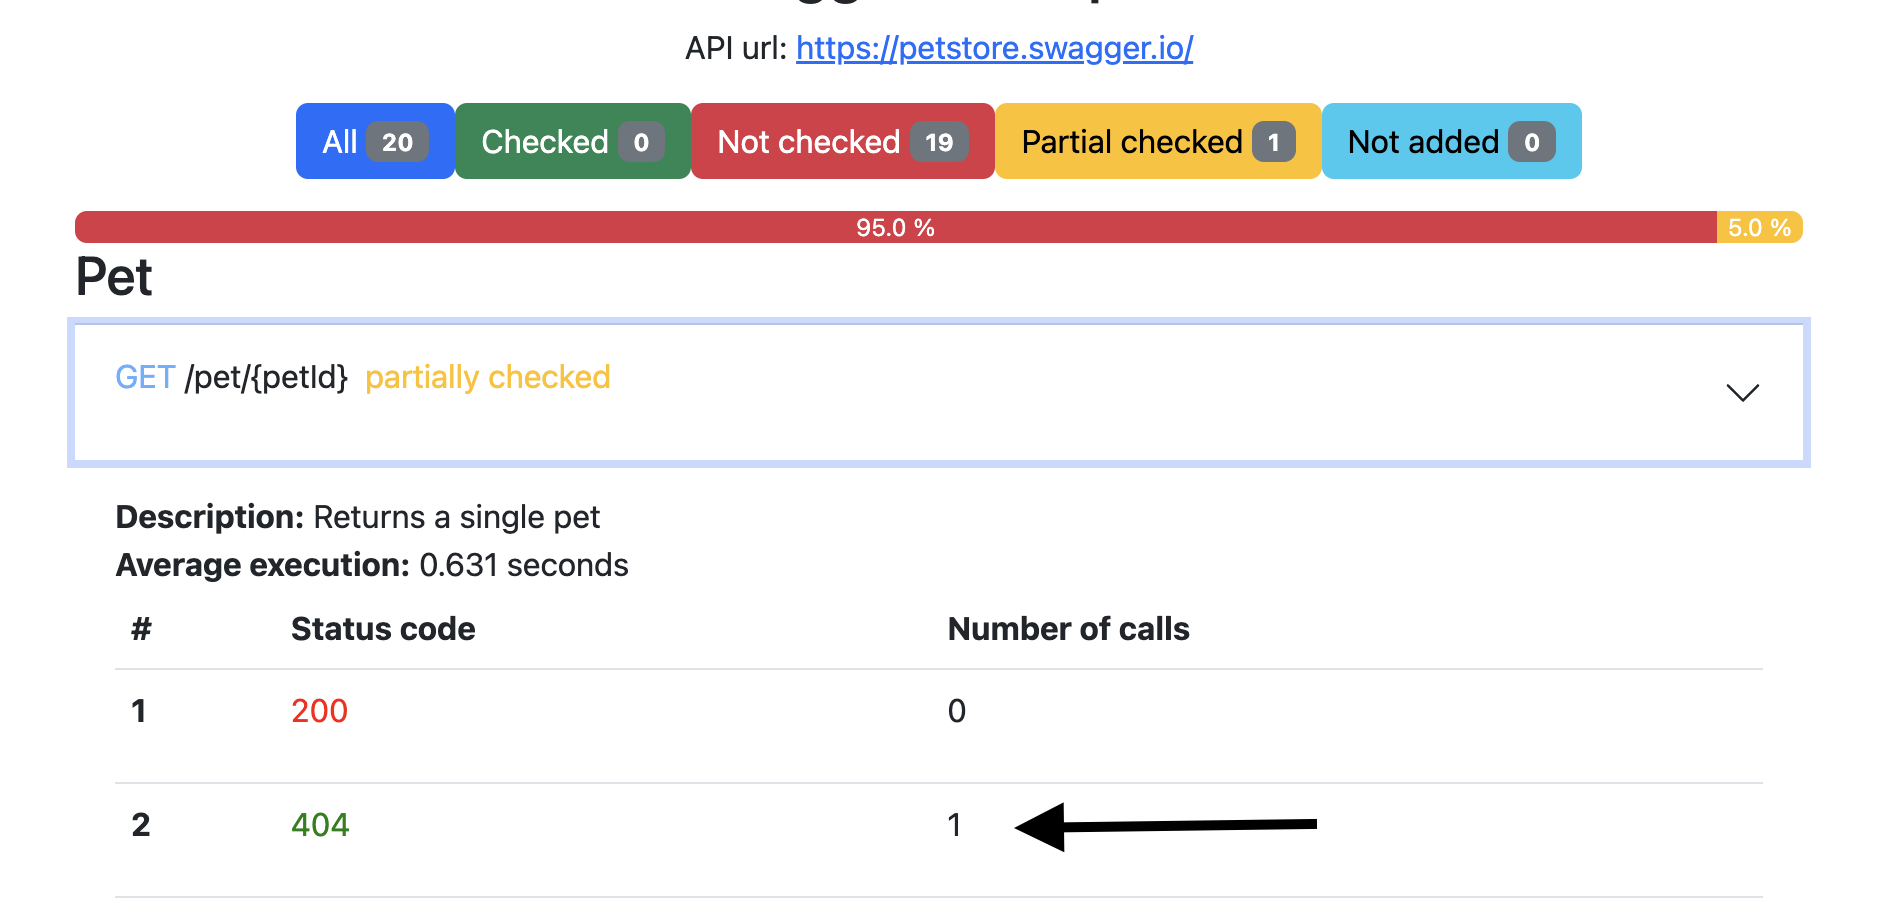 API url: https://petstore.swagger.io/
All 20 Checked 0 Not checked 19 Partial checked 1 Not added 0
95.0 % 5.0 %
Pet
GET /pet/{petId} partially checked
Description: Returns a single pet
Average execution: 0.631 seconds
# Status code Number of calls
1 200 0
2 404 1